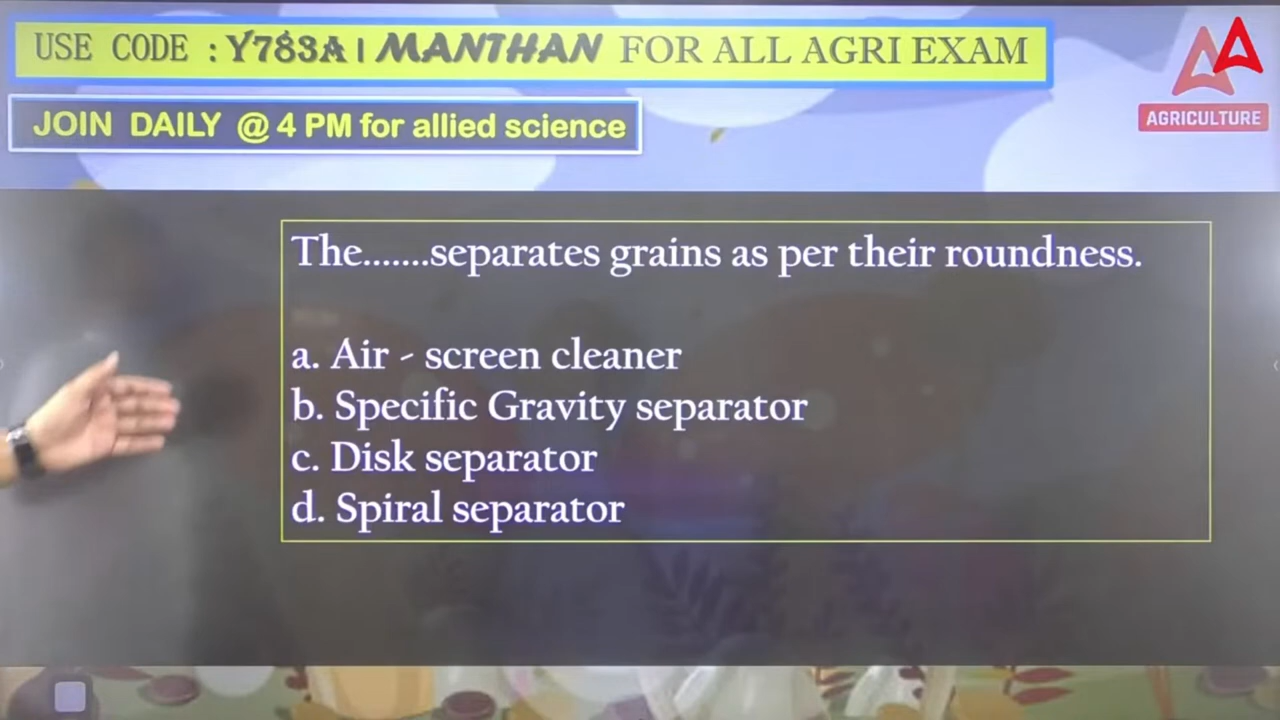 USE CODE : Y783A | MANTHAN FOR ALL AGRI EXAM
JOIN DAILY @ 4 PM for allied science
AGRICULTURE
The.......separates grains as per their roundness.
a. Air - screen cleaner
b. Specific Gravity separator
c. Disk separator
d. Spiral separator